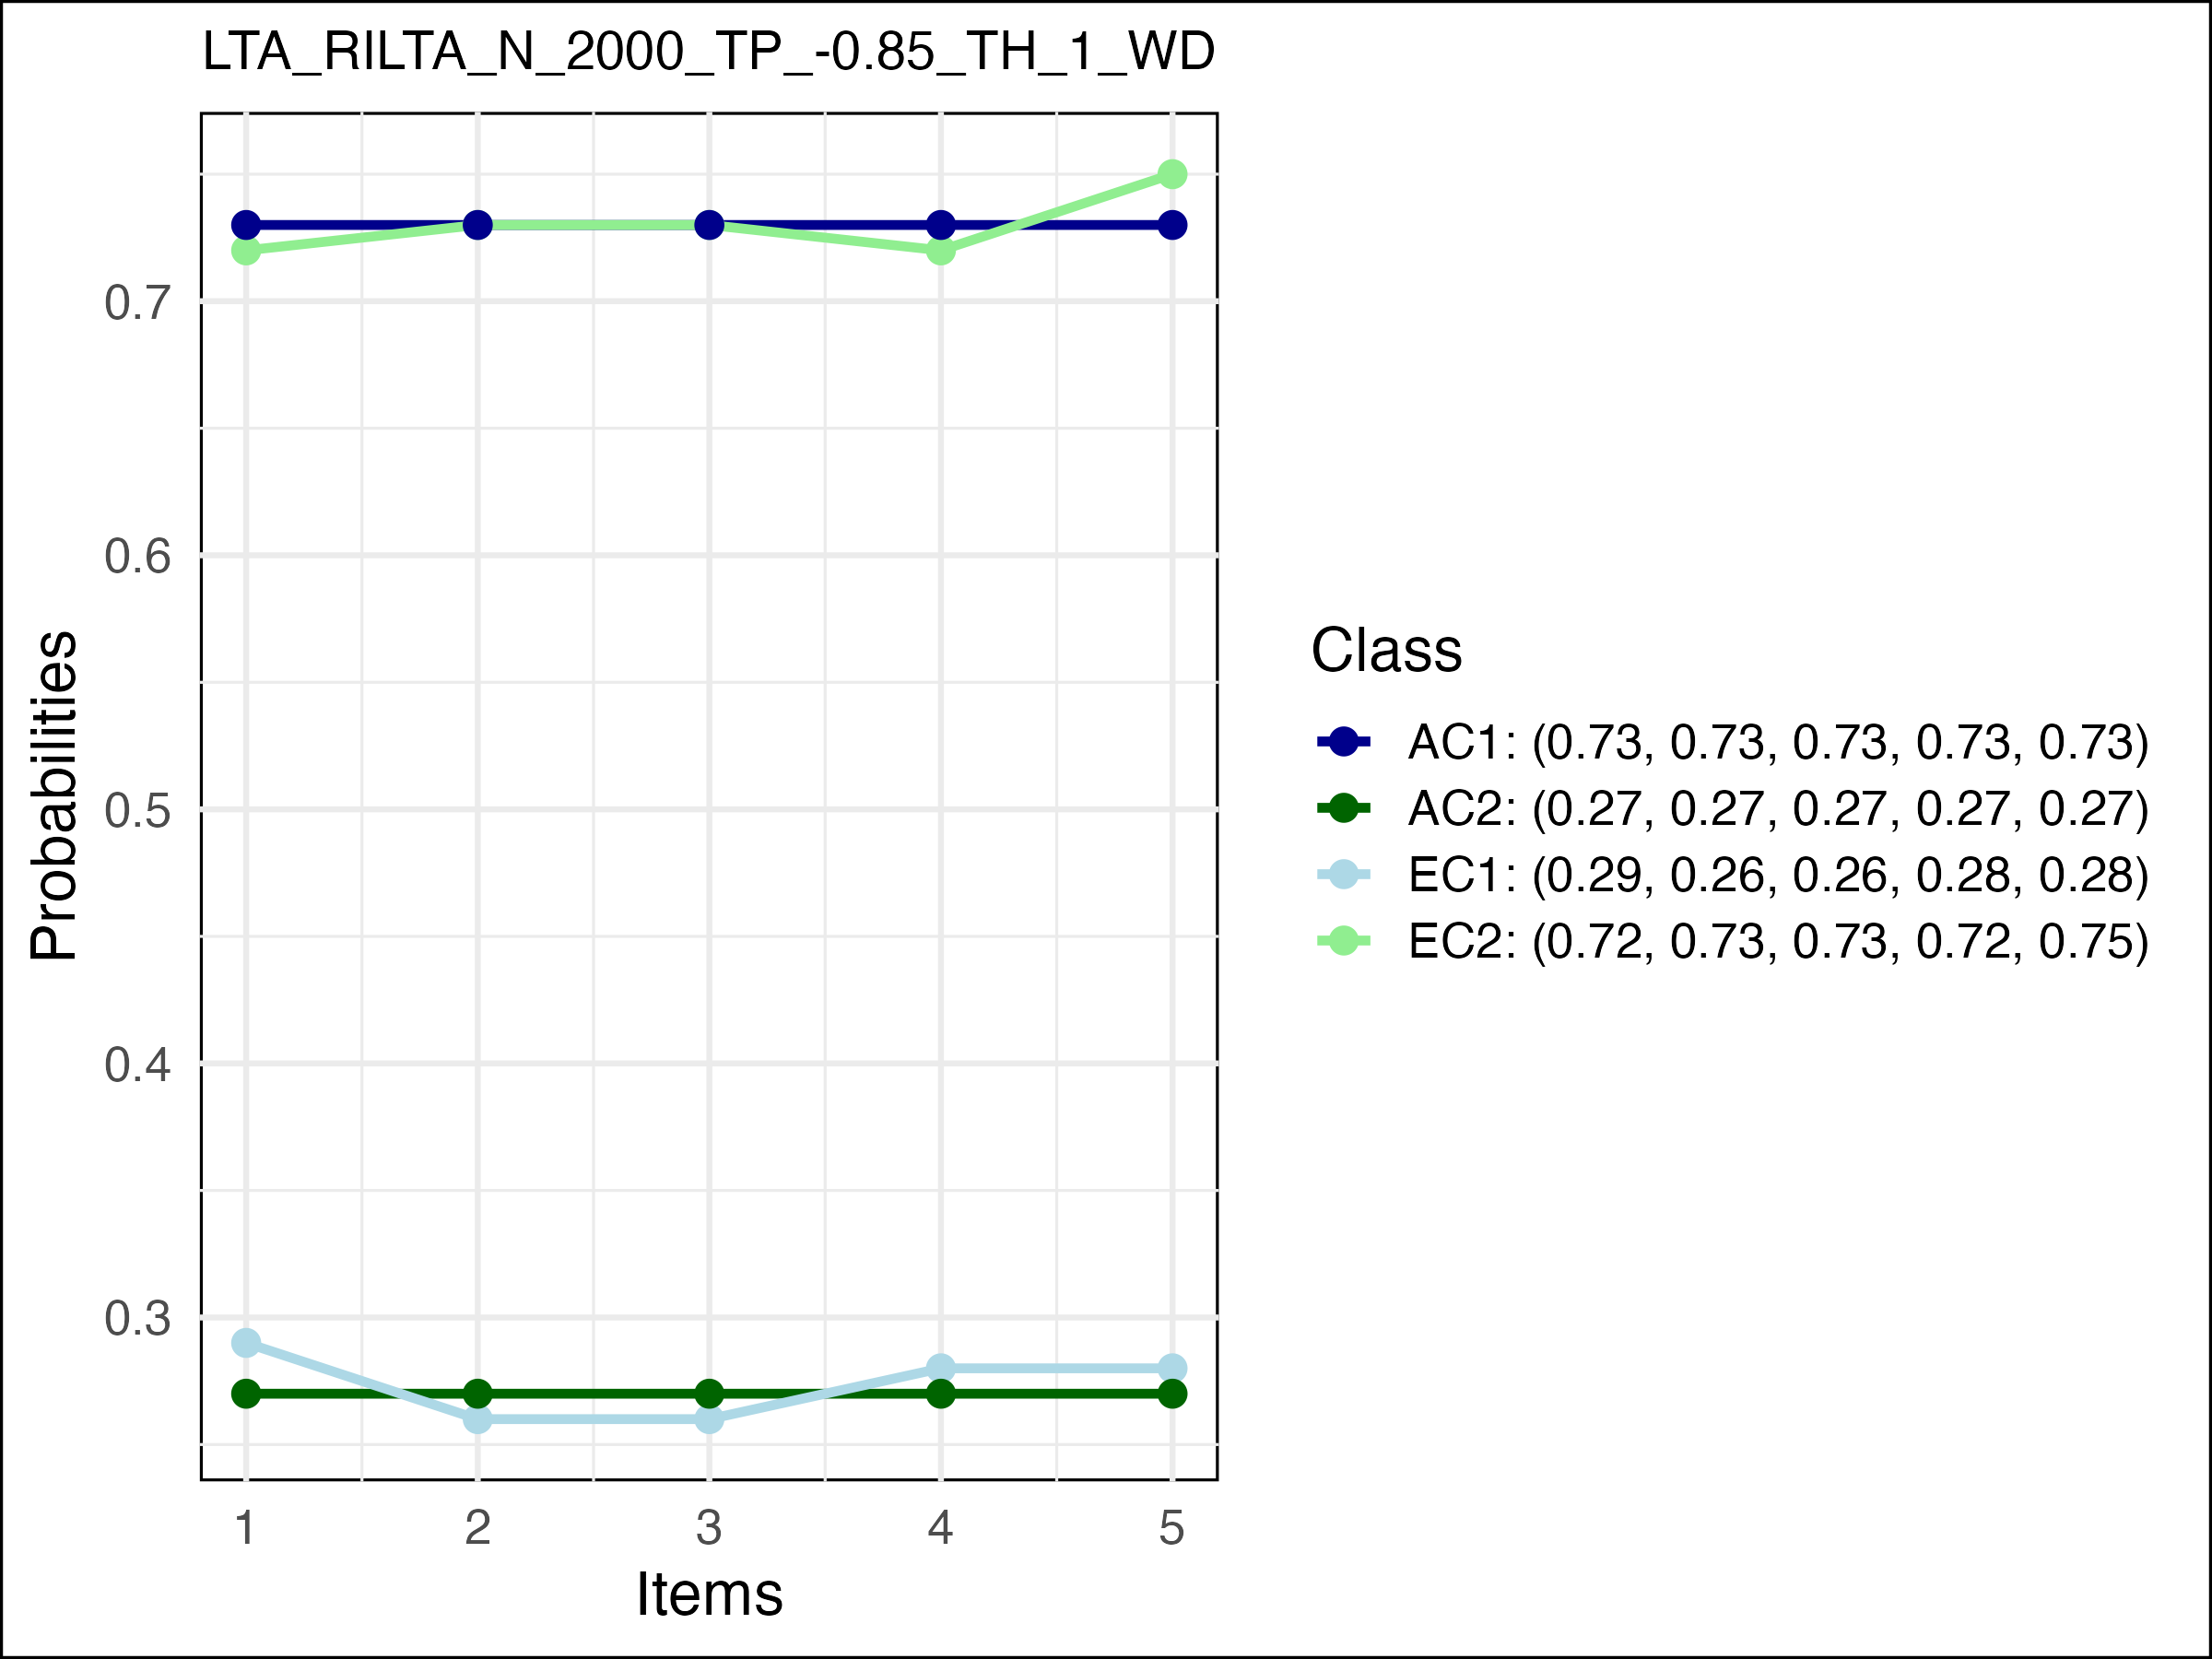 LTA_RILTA_N_2000_TP_-0.85_TH_1_WD
Probabilities
0.7
0.6
0.5
0.4
0.3
1 2 3 4 5
Items
Class
AC1: (0.73, 0.73, 0.73, 0.73, 0.73)
AC2: (0.27, 0.27, 0.27, 0.27, 0.27)
EC1: (0.29, 0.26, 0.26, 0.28, 0.28)
EC2: (0.72, 0.73, 0.73, 0.72, 0.75)